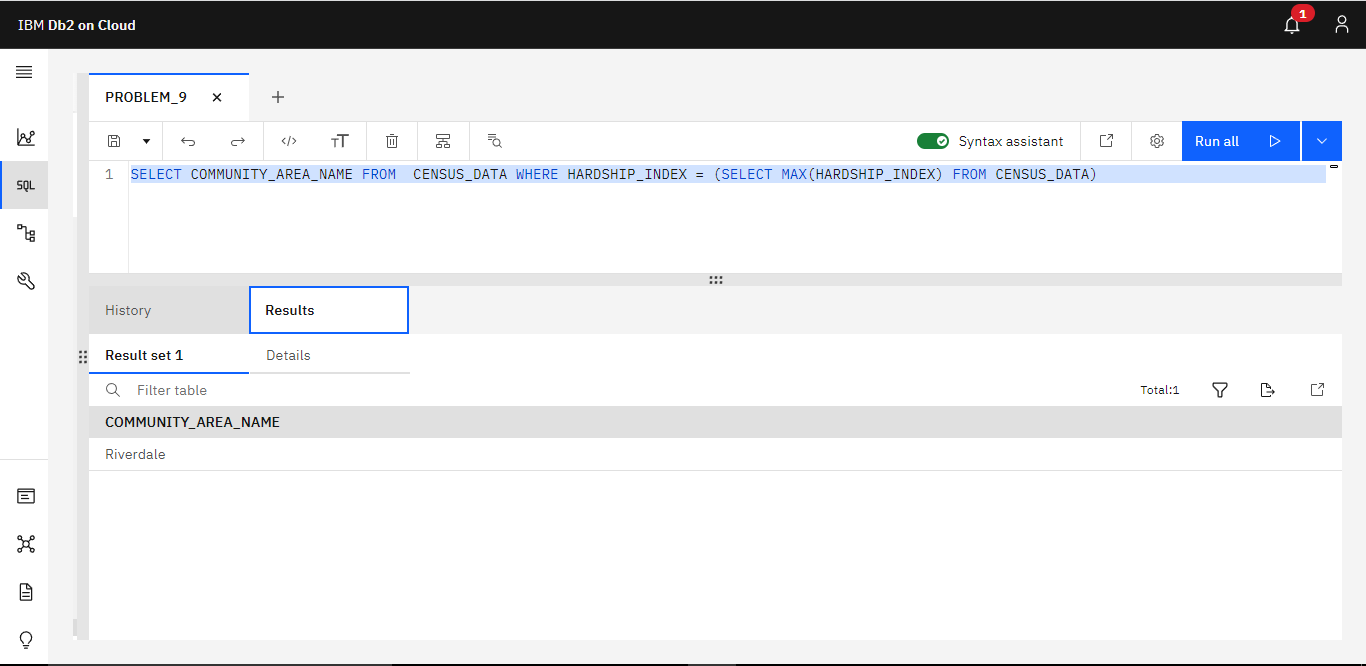 IBM Db2 on Cloud
1
PROBLEM_9
Syntax assistant
Run all
SQL
1 SELECT COMMUNITY_AREA_NAME FROM  CENSUS_DATA WHERE HARDSHIP_INDEX = (SELECT MAX(HARDSHIP_INDEX) FROM CENSUS_DATA)
History Results
Result set 1 Details
Filter table Total:1
COMMUNITY_AREA_NAME
Riverdale